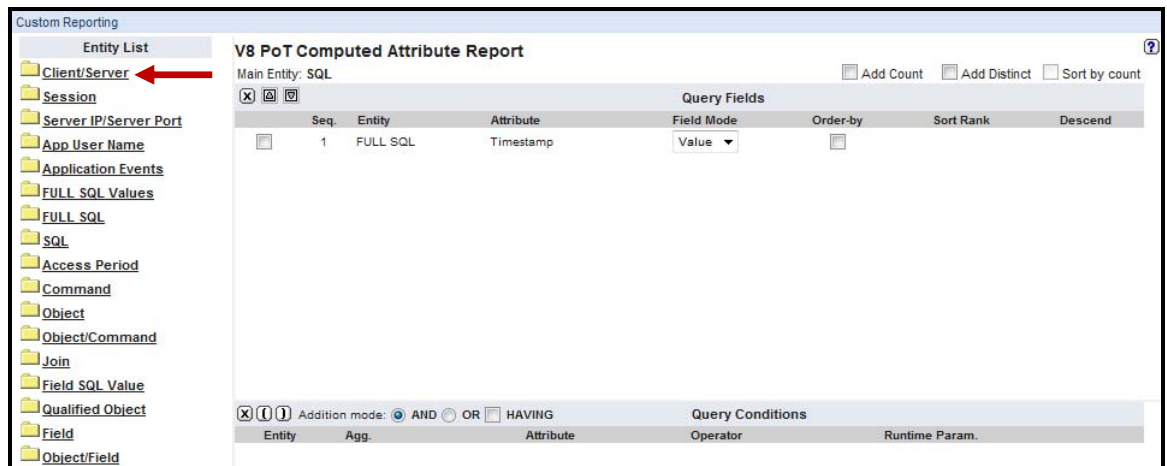 Custom Reporting
Entity List
Client/Server
Session
Server IP/Server Port
App User Name
Application Events
FULL SQL Values
FULL SQL
SQL
Access Period
Command
Object
Object/Command
Join
Field SQL Value
Qualified Object
Field
Object/Field
V8 PoT Computed Attribute Report
?
Main Entity: SQL Add Count Add Distinct Sort by count
X Query Fields
Seq. Entity Attribute Field Mode Order-by Sort Rank Descend
1 FULL SQL Timestamp Value
X ( ) Addition mode: AND OR HAVING Query Conditions
Entity Agg. Attribute Operator Runtime Param.